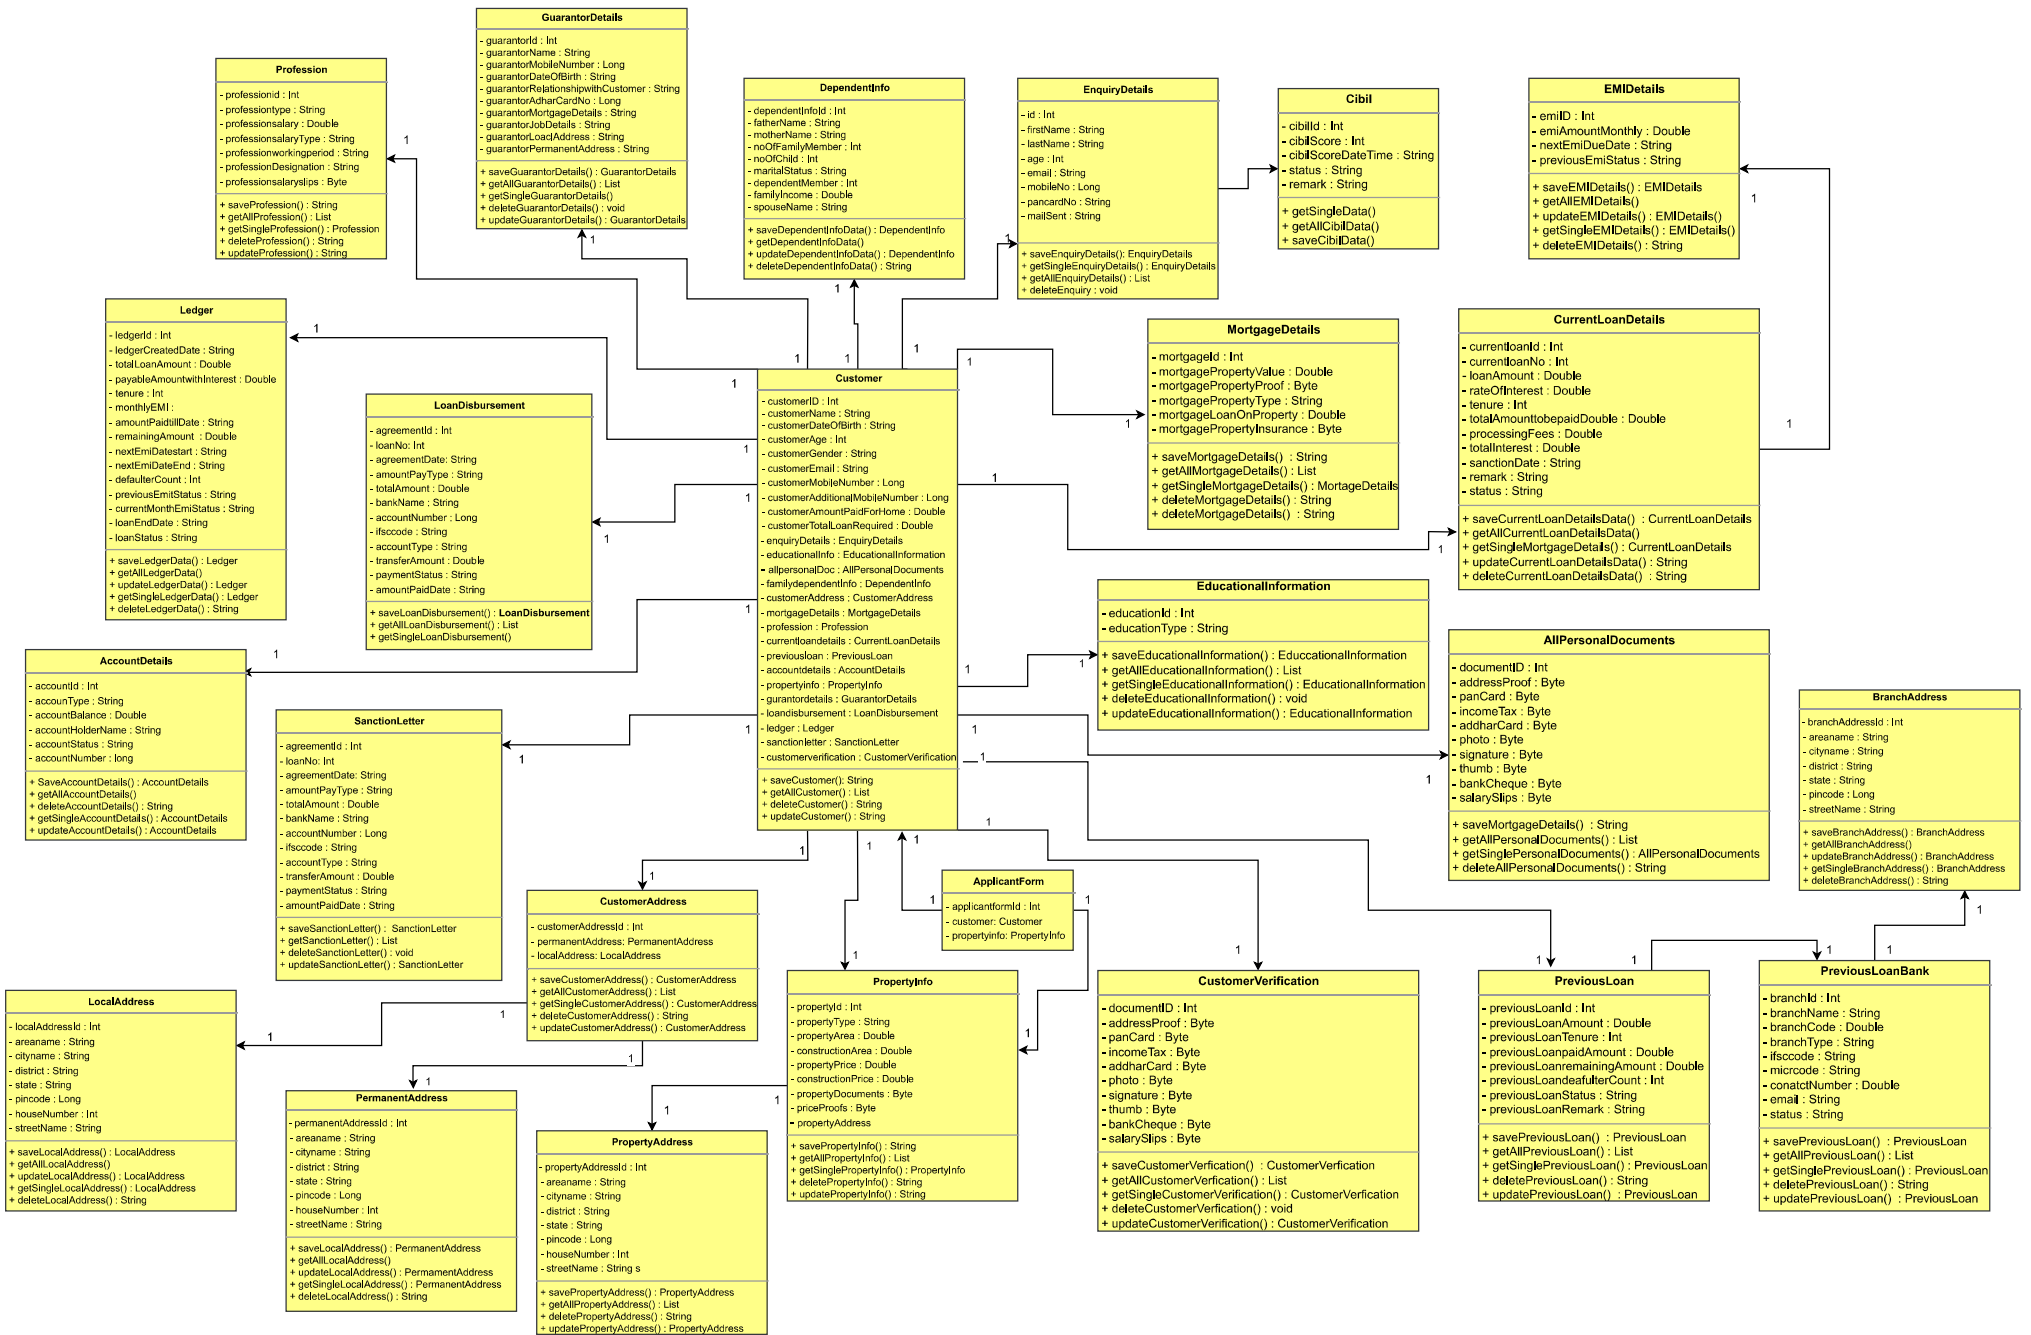 GuarantorDetails
- guarantorId : Int
- guarantorName : String
- guarantorMobileNumber : Long
- guarantorDateOfBirth : String
- guarantorRelationshipwithCustomer : String
- guarantorAdharCardNo : Long
- guarantorMortgageDetails : String
- guarantorJobDetails : String
- guarantorLoaclAddress : String
- guarantorPermanentAddress : String
+ saveGuarantorDetails() : GuarantorDetails
+ getAllGuarantorDetails() : List
+ getSingleGuarantorDetails()
+ deleteGuarantorDetails() : void
+ updateGuarantorDetails() : GuarantorDetails
Profession
- professionid : Int
- professiontype : String
- professionsalary : Double
- professionsalaryType : String
- professionworkingperiod : String
- professionDesignation : String
- professionsalaryslips : Byte
+ saveProfession() : String
+ getAllProfession() : List
+ getSingleProfession() : Profession
+ deleteProfession() : String
+ updateProfession() : String
DependentInfo
- dependentInfoId : Int
- fatherName : String
- motherName : String
- noOfFamilyMember : Int
- noOfChild : Int
- maritalStatus : String
- dependentMember : Int
- familyIncome : Double
- spouseName : String
+ saveDependentInfoData() : DependentInfo
+ getDependentInfoData()
+ updateDependentInfoData() : DependentInfo
+ deleteDependentInfoData() : String
EnquiryDetails
- id : Int
- firstName : String
- lastName : String
- age : Int
- email : String
- mobileNo : Long
- pancardNo : String
- mailSent : String
+ saveEnquiryDetails(): EnquiryDetails
+ getSingleEnquiryDetails() : EnquiryDetails
+ getAllEnquiryDetails() : List
+ deleteEnquiry : void
Cibil
- cibilId : Int
- cibilScore : Int
- cibilScoreDateTime : String
- status : String
- remark : String
+ getSingleData()
+ getAllCibilData()
+ saveCibilData()
EMIDetails
- emiID : Int
- emiAmountMonthly : Double
- nextEmiDueDate : String
- previousEmiStatus : String
+ saveEMIDetails() : EMIDetails
+ getAllEMIDetails()
+ updateEMIDetails() : EMIDetails()
+ getSingleEMIDetails() : EMIDetails()
+ deleteEMIDetails() : String
Ledger
- ledgerId : Int
- ledgerCreatedDate : String
- totalLoanAmount : Double
- payableAmountwithInterest : Double
- tenure : Int
- monthlyEMI :
- amountPaidtillDate : String
- remainingAmount : Double
- nextEmiDatestart : String
- nextEmiDateEnd : String
- defaulterCount : Int
- previousEmitStatus : String
- currentMonthEmiStatus : String
- loanEndDate : String
- loanStatus : String
+ saveLedgerData() : Ledger
+ getAllLedgerData()
+ updateLedgerData() : Ledger
+ getSingleLedgerData() : Ledger
+ deleteLedgerData() : String
LoanDisbursement
- agreementId : Int
- loanNo: Int
- agreementDate: String
- amountPayType : String
- totalAmount : Double
- bankName : String
- accountNumber : Long
- ifsccode : String
- accountType : String
- transferAmount : Double
- paymentStatus : String
- amountPaidDate : String
+ saveLoanDisbursement() : LoanDisbursement
+ getAllLoanDisbursement() : List
+ getSingleLoanDisbursement()
Customer
- customerID : Int
- customerName : String
- customerDateOfBirth : String
- customerAge : Int
- customerGender : String
- customerEmail : String
- customerMobileNumber : Long
- customerAdditionalMobileNumber : Long
- customerAmountPaidForHome : Double
- customerTotalLoanRequired : Double
- enquiryDetails : EnquiryDetails
- educationalInfo : EducationalInformation
- allpersonalDoc : AllPersonalDocuments
- familydependentInfo : DependentInfo
- customerAddress : CustomerAddress
- mortgageDetails : MortgageDetails
- profession : Profession
- currentloandetails : CurrentLoanDetails
- previousloan : PreviousLoan
- accountdetails : AccountDetails
- propertyinfo : PropertyInfo
- gurantordetails : GuarantorDetails
- loandisbursement : LoanDisbursement
- ledger : Ledger
- sanctionletter ; SanctionLetter
- customerverification : CustomerVerification
+ saveCustomer(): String
+ getAllCustomer() : List
+ deleteCustomer() : String
+ updateCustomer() : String
MortgageDetails
- mortgageId : Int
- mortgagePropertyValue : Double
- mortgagePropertyProof : Byte
- mortgagePropertyType : String
- mortgageLoanOnProperty : Double
- mortgagePropertyInsurance : Byte
+ saveMortgageDetails() : String
+ getAllMortgageDetails() : List
+ getSingleMortgageDetails() : MortageDetails
+ deleteMortgageDetails() : String
+ deleteMortgageDetails() : String
CurrentLoanDetails
- currentloanId : Int
- currentloanNo : Int
- loanAmount : Double
- rateOfInterest : Double
- tenure : Int
- totalAmounttobepaidDouble : Double
- processingFees : Double
- totalInterest : Double
- sanctionDate : String
- remark : String
- status : String
+ saveCurrentLoanDetailsData() : CurrentLoanDetails
+ getAllCurrentLoanDetailsData()
+ getSingleMortgageDetails() : CurrentLoanDetails
+ updateCurrentLoanDetailsData() : String
+ deleteCurrentLoanDetailsData() : String
EducationalInformation
- educationId : Int
- educationType : String
+ saveEducationalInformation() : EduccationalInformation
+ getAllEducationalInformation() : List
+ getSingleEducationalInformation() : EducationalInformation
+ deleteEducationalInformation() : void
+ updateEducationalInformation() : EducationalInformation
AllPersonalDocuments
- documentID : Int
- addressProof : Byte
- panCard : Byte
- incomeTax : Byte
- addharCard : Byte
- photo : Byte
- signature : Byte
- thumb : Byte
- bankCheque : Byte
- salarySlips : Byte
+ saveMortgageDetails() : String
+ getAllPersonalDocuments() : List
+ getSinglePersonalDocuments() : AllPersonalDocuments
+ deleteAllPersonalDocuments() : String
BranchAddress
- branchAddressId : Int
- areaname : String
- cityname : String
- district : String
- state : String
- pincode : Long
- streetName : String
+ saveBranchAddress() : BranchAddress
+ getAllBranchAddress()
+ updateBranchAddress() : BranchAddress
+ getSingleBranchAddress() : BranchAddress
+ deleteBranchAddress() : String
AccountDetails
- accountId : Int
- accounType : String
- accountBalance : Double
- accountHolderName : String
- accountStatus : String
- accountNumber : long
+ SaveAccountDetails() : AccountDetails
+ getAllAccountDetails()
+ deleteAccountDetails() : String
+ getSingleAccountDetails() : AccountDetails
+ updateAccountDetails() : AccountDetails
SanctionLetter
- agreementId : Int
- loanNo: Int
- agreementDate: String
- amountPayType : String
- totalAmount : Double
- bankName : String
- accountNumber : Long
- ifsccode : String
- accountType : String
- transferAmount : Double
- paymentStatus : String
- amountPaidDate : String
+ saveSanctionLetter() : SanctionLetter
+ getSanctionLetter() : List
+ deleteSanctionLetter() : void
+ updateSanctionLetter() : SanctionLetter
CustomerAddress
- customerAddressId : Int
- permanentAddress: PermanentAddress
- localAddress: LocalAddress
+ saveCustomerAddress() : CustomerAddress
+ getAllCustomerAddress() : List
+ getSingleCustomerAddress() : CustomerAddress
+ deleteCustomerAddress() : String
+ updateCustomerAddress() : CustomerAddress
ApplicantForm
- applicantformId : Int
- customer: Customer
- propertyinfo: PropertyInfo
LocalAddress
- localAddressId : Int
- areaname : String
- cityname : String
- district : String
- state : String
- pincode : Long
- houseNumber : Int
- streetName : String
+ saveLocalAddress() : LocalAddress
+ getAllLocalAddress()
+ updateLocalAddress() : LocalAddress
+ getSingleLocalAddress() : LocalAddress
+ deleteLocalAddress() : String
PermanentAddress
- permanentAddressId : Int
- areaname : String
- cityname : String
- district : String
- state : String
- pincode : Long
- houseNumber : Int
- streetName : String
+ saveLocalAddress() : PermanentAddress
+ getAllLocalAddress()
+ updateLocalAddress() : PermamentAddress
+ getSingleLocalAddress() : PermanentAddress
+ deleteLocalAddress() : String
PropertyAddress
- propertyAddressId : Int
- areaname : String
- cityname : String
- district : String
- state : String
- pincode : Long
- houseNumber : Int
- streetName : String s
+ savePropertyAddress() : PropertyAddress
+ getAllPropertyAddress() : List
+ deletePropertyAddress() : String
+ updatePropertyAddress() : PropertyAddress
PropertyInfo
- propertyId : Int
- propertyType : String
- propertyArea : Double
- constructionArea : Double
- propertyPrice : Double
- constructionPrice : Double
- propertyDocuments : Byte
- priceProofs : Byte
- propertyAddress
+ savePropertyInfo() : String
+ getAllPropertyInfo() : List
+ getSinglePropertyInfo() : PropertyInfo
+ deletePropertyInfo() : String
+ updatePropertyInfo() : String
CustomerVerification
- documentID : Int
- addressProof : Byte
- panCard : Byte
- incomeTax : Byte
- addharCard : Byte
- photo : Byte
- signature : Byte
- thumb : Byte
- bankCheque : Byte
- salarySlips : Byte
+ saveCustomerVerfication() : CustomerVerfication
+ getAllCustomerVerfication() : List
+ getSingleCustomerVerification() : CustomerVerfication
+ deleteCustomerVerfication() : void
+ updateCustomerVerification() : CustomerVerification
PreviousLoan
- previousLoanId : Int
- previousLoanAmount : Double
- previousLoanTenure : Int
- previousLoanpaidAmount : Double
- previousLoanremainingAmount : Double
- previousLoandeafulterCount : Int
- previousLoanStatus : String
- previousLoanRemark : String
+ savePreviousLoan() : PreviousLoan
+ getAllPreviousLoan() : List
+ getSinglePreviousLoan() : PreviousLoan
+ deletePreviousLoan() : String
+ updatePreviousLoan() : PreviousLoan
PreviousLoanBank
- branchId : Int
- branchName : String
- branchCode : Double
- branchType : String
- ifsccode : String
- micrcode : String
- conatctNumber : Double
- email : String
- status : String
+ savePreviousLoan() : PreviousLoan
+ getAllPreviousLoan() : List
+ getSinglePreviousLoan() : PreviousLoan
+ deletePreviousLoan() : String
+ updatePreviousLoan() : PreviousLoan